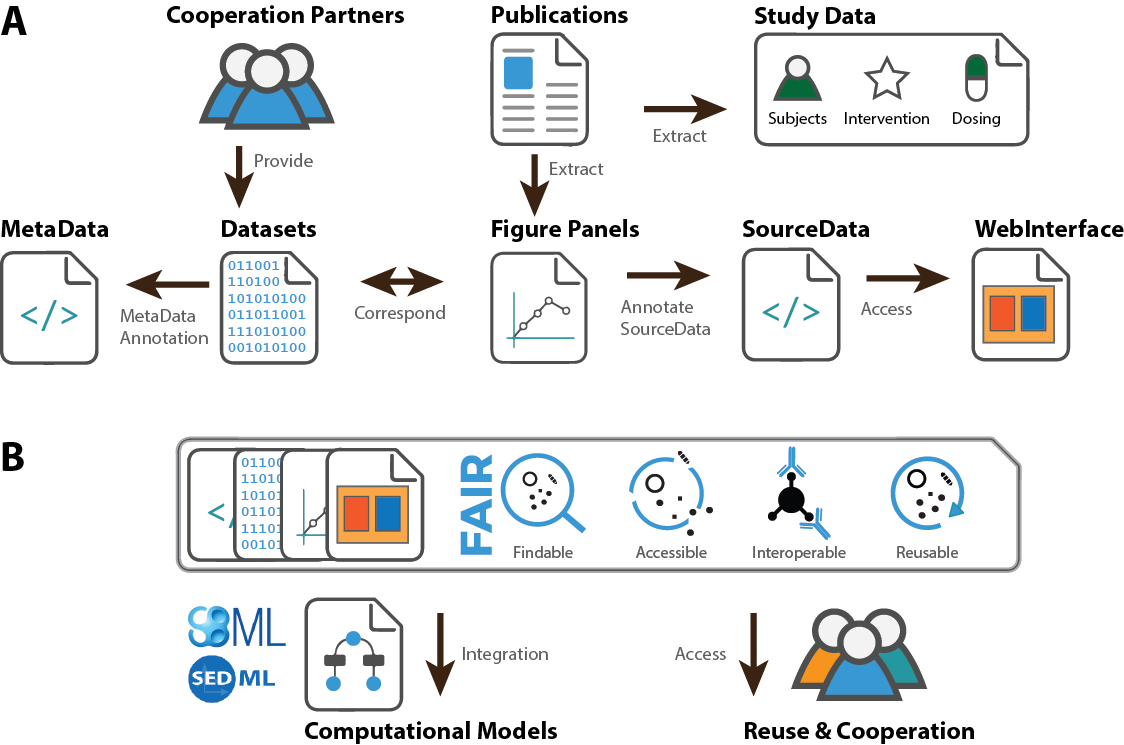 A
Cooperation Partners
Publications
Study Data
Subjects
Intervention
Dosing
Provide
Extract
Extract
MetaData
Datasets
Figure Panels
SourceData
WebInterface
</>
011001
110100
101010100
011011001
111010100
001010100
MetaData
Annotation
Correspond
Annotate
SourceData
</>
Access
B
<
01100
11010
10101
01101
11101
00101
FAIR
Findable
Accessible
Interoperable
Reusable
SBML
SED ML
Integration
Access
Computational Models
Reuse & Cooperation